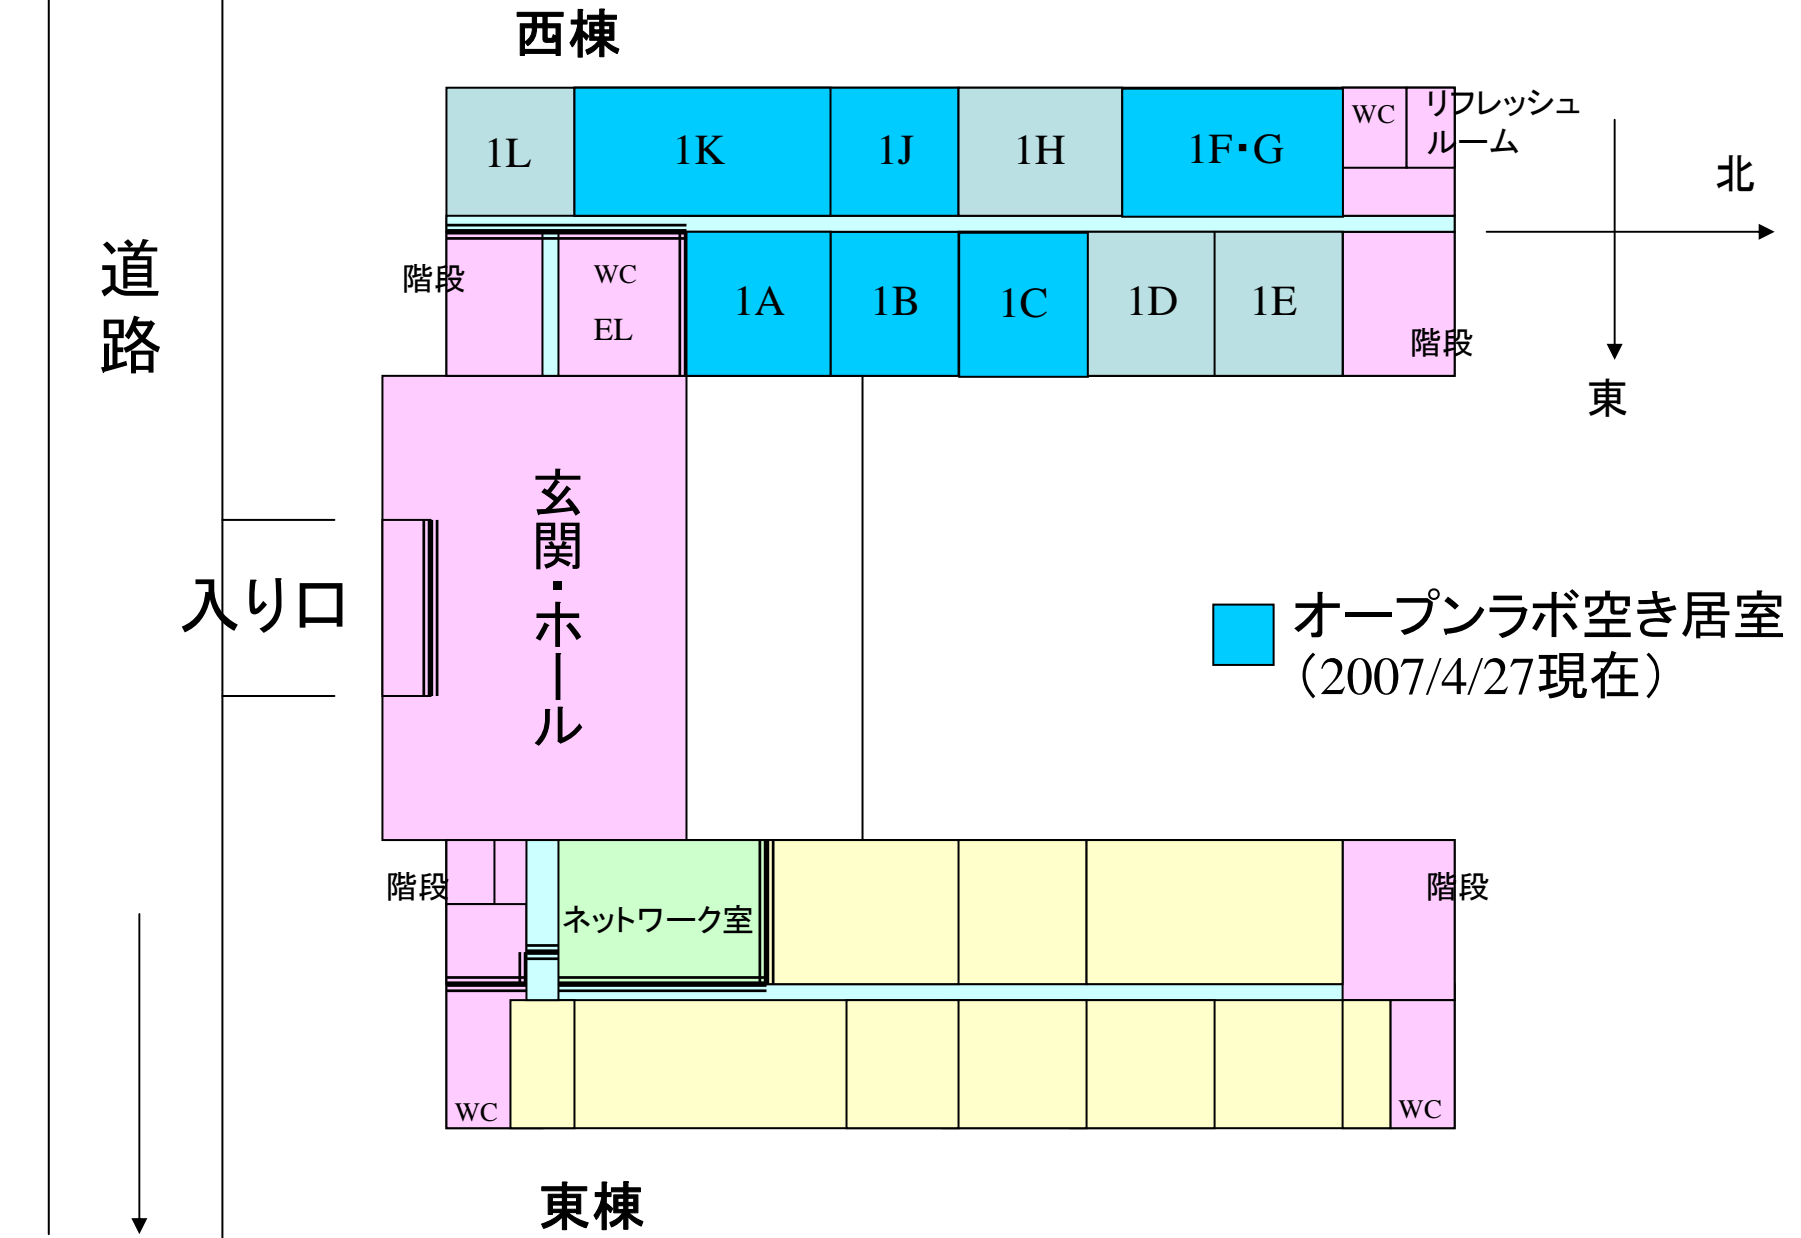 西棟
1L
1K
1J
1H
1F・G
WC
リフレッシュ
ルーム
北
道路
階段
WC
EL
1A
1B
1C
1D
1E
階段
東
玄関・ホール
入り口
オープンラボ空き居室
（2007/4/27現在）
階段
ネットワーク室
階段
WC
WC
東棟